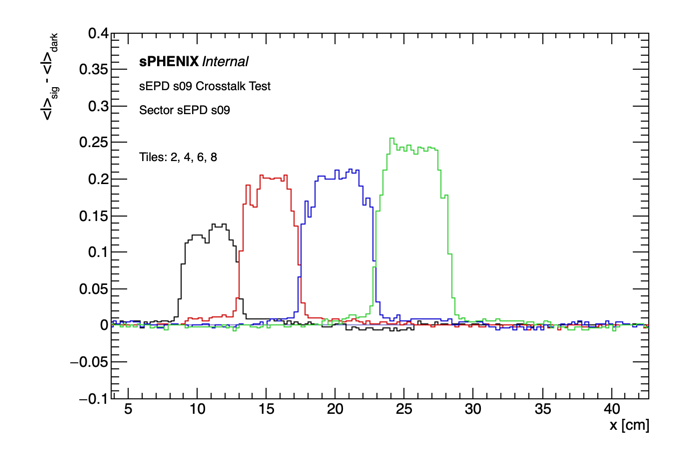 0.4
<I>sig - <I>dark
0.35
sPHENIX Internal
0.3
sEPD s09 Crosstalk Test
Sector sEPD s09
0.25
Tiles: 2, 4, 6, 8
0.2
0.15
0.1
0.05
0
−0.05
−0.1
5 10 15 20 25 30 35 40
x [cm]